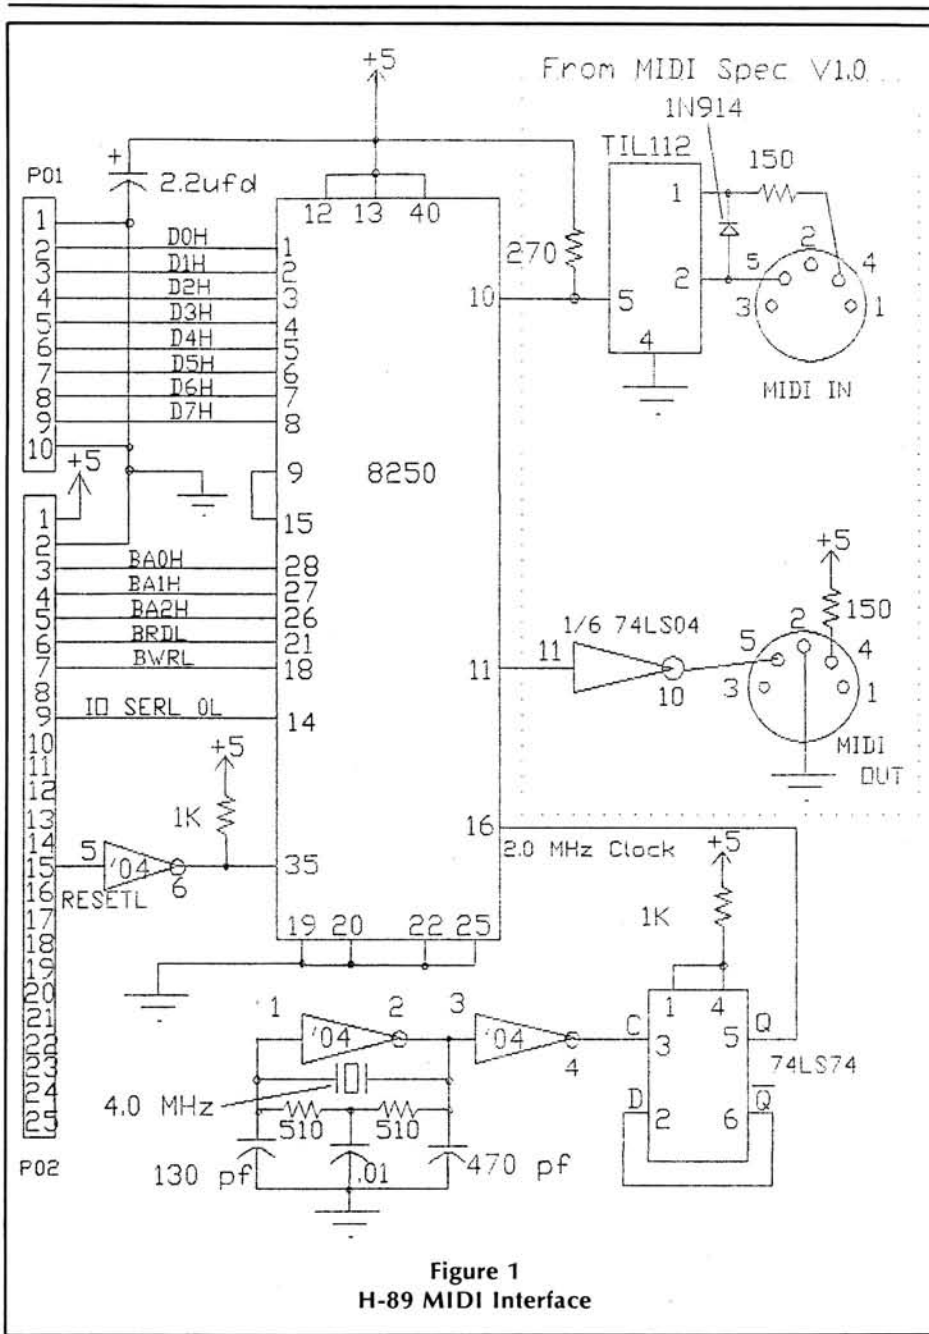 +5
From MIDI Spec V1.0
1N914
TIL112
150
P01
+
2.2ufd
12 13 40
1
2
3
4
5
6
7
8
9
10
D0H
D1H
D2H
D3H
D4H
D5H
D6H
D7H
1
2
3
4
5
6
7
8
10
270
5
1
2
4
2
5
4
3
1
MIDI IN
+5
9
15
8250
1
2
3
4
5
6
7
8
9
10
11
12
13
14
15
16
17
18
19
20
21
22
23
24
25
P02
BA0H
BA1H
BA2H
BRDL
BWRL
IO SERL 0L
28
27
26
21
18
14
11
11
1/6 74LS04
10
+5
150
2
5
4
3
1
MIDI
OUT
+5
1K
5
'04
6
RESETL
35
16
2.0 MHz Clock
+5
1K
19 20 22 25
1
'04
2
3
'04
4
C
D
1
4
3
5
2
6
Q
Q̅
74LS74
4.0 MHz
510
510
130 pf
.01
470 pf
Figure 1
H-89 MIDI Interface